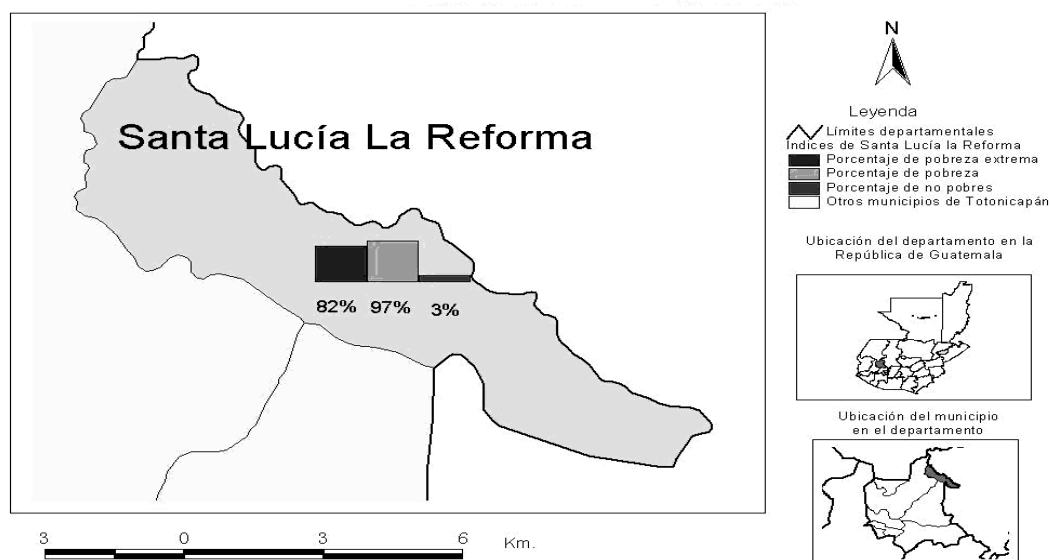 Santa Lucía La Reforma
82% 97% 3%
3 0 3 6 Km.
N
Leyenda
Límites departamentales
Índices de Santa Lucía la Reforma
Porcentaje de pobreza extrema
Porcentaje de pobreza
Porcentaje de no pobres
Otros municipios de Totonicapán
Ubicación del departamento en la
República de Guatemala
Ubicación del municipio
en el departamento